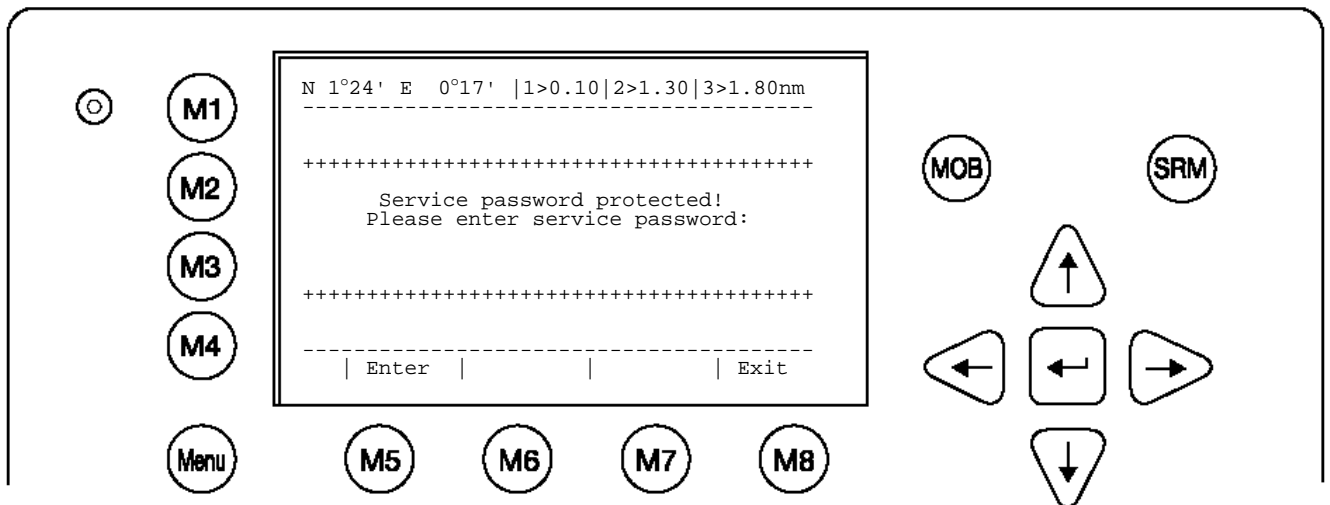 N 1°24' E 0°17' |1>0.10|2>1.30|3>1.80nm
----------------------------------------
++++++++++++++++++++++++++++++++++++++++
Service password protected!
Please enter service password:
++++++++++++++++++++++++++++++++++++++++
----------------------------------------
| Enter | | | Exit
M1
M2
M3
M4
Menu
M5
M6
M7
M8
MOB
SRM